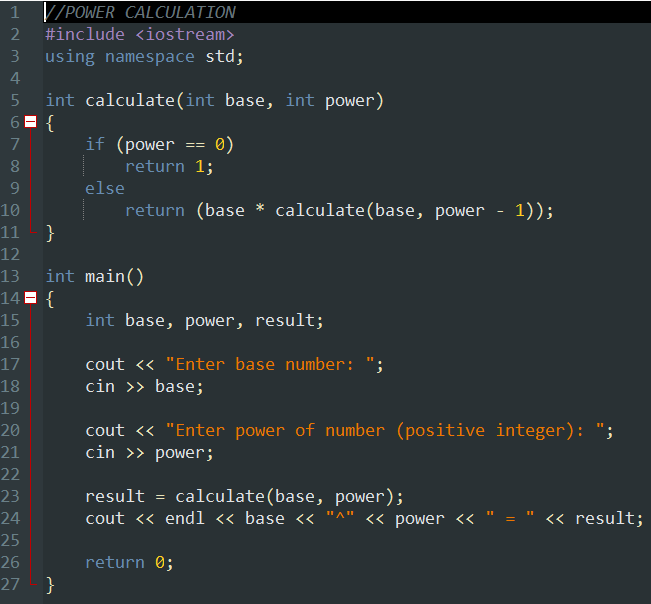 1 //POWER CALCULATION
2 #include <iostream>
3 using namespace std;
4
5 int calculate(int base, int power)
6 {
7     if (power == 0)
8         return 1;
9     else
10         return (base * calculate(base, power - 1));
11 }
12
13 int main()
14 {
15     int base, power, result;
16
17     cout << "Enter base number: ";
18     cin >> base;
19
20     cout << "Enter power of number (positive integer): ";
21     cin >> power;
22
23     result = calculate(base, power);
24     cout << endl << base << "^" << power << " = " << result;
25
26     return 0;
27 }